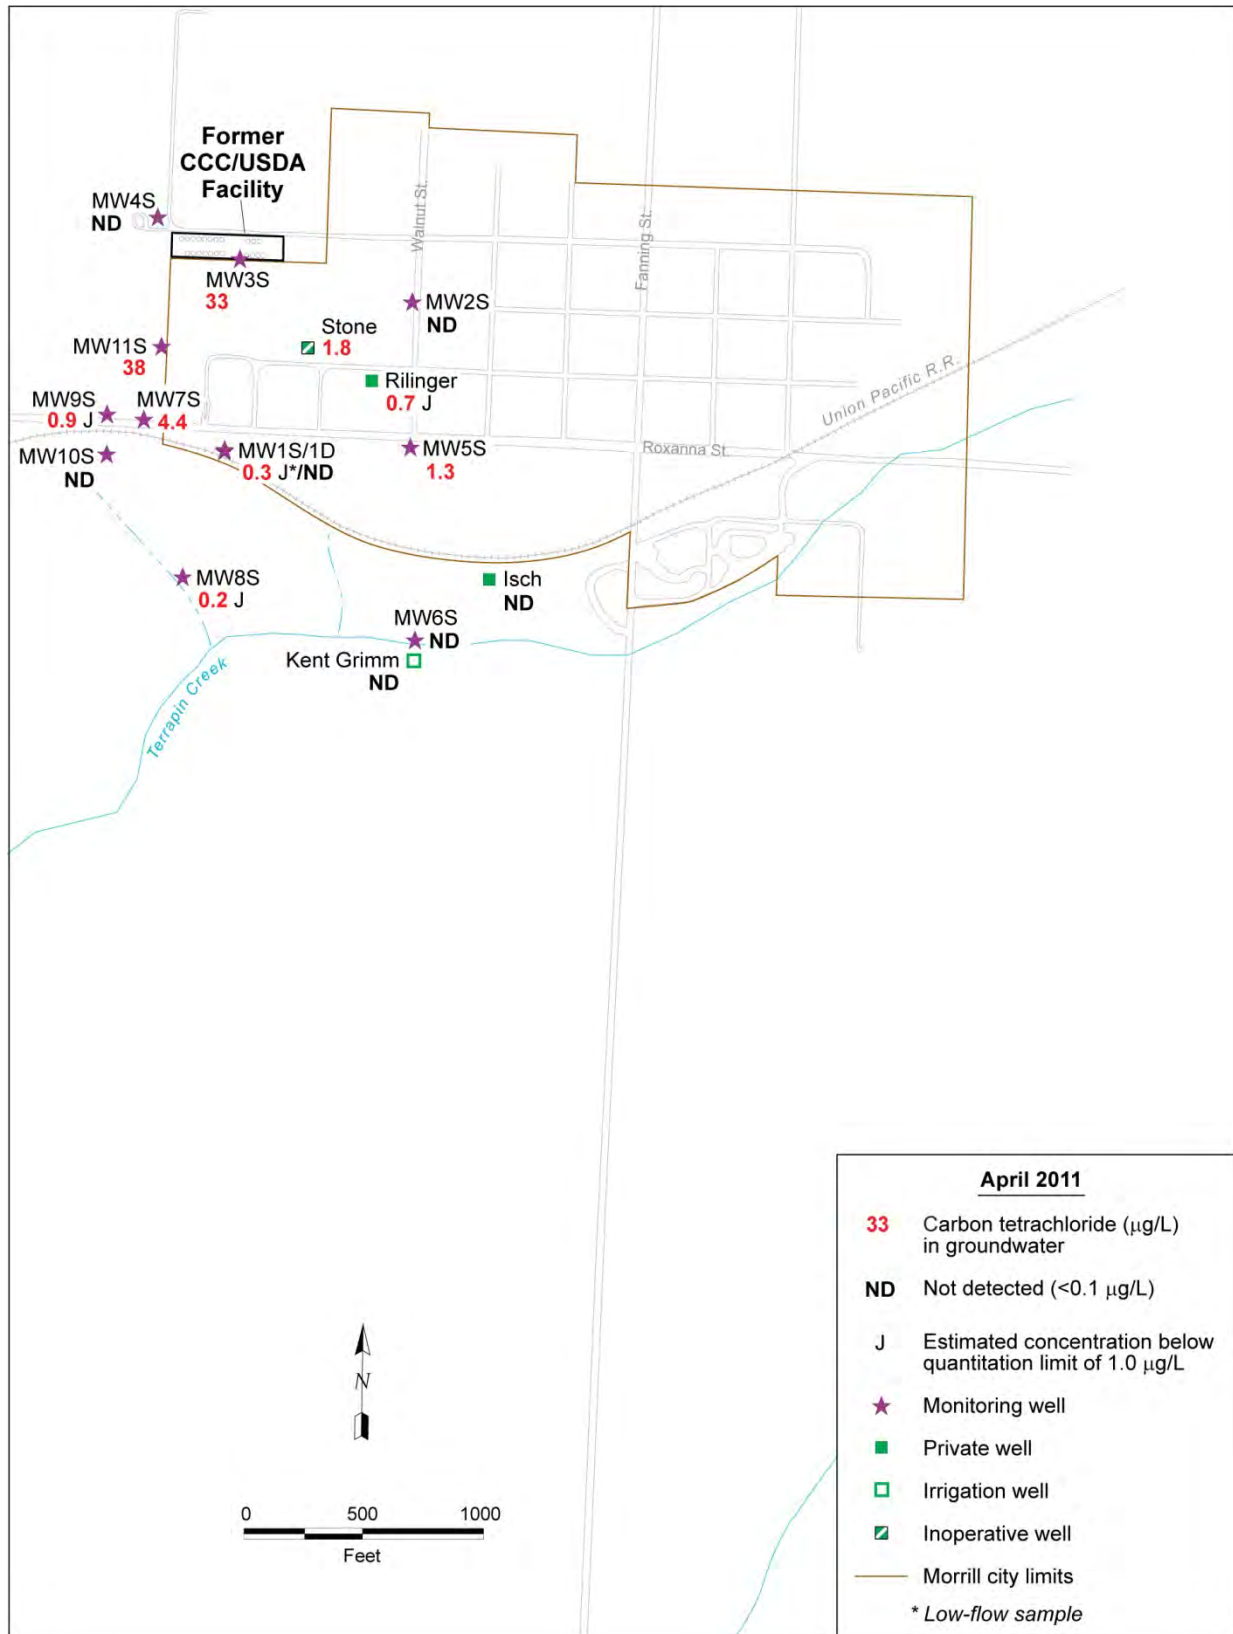 Former
CCC/USDA
Facility
MW4S
ND
MW3S
33
Walnut St.
Fanning St.
MW2S
ND
Stone
1.8
MW11S
38
Rilinger
0.7 J
Union Pacific R.R.
MW9S
0.9 J
MW7S
4.4
MW10S
ND
MW1S/1D
0.3 J*/ND
MW5S
1.3
Roxanna St.
MW8S
0.2 J
Isch
ND
MW6S
ND
Kent Grimm
ND
Terrapin Creek
N
0 500 1000
Feet
April 2011
33 Carbon tetrachloride (µg/L)
in groundwater
ND Not detected (<0.1 µg/L)
J Estimated concentration below
quantitation limit of 1.0 µg/L
Monitoring well
Private well
Irrigation well
Inoperative well
Morrill city limits
* Low-flow sample